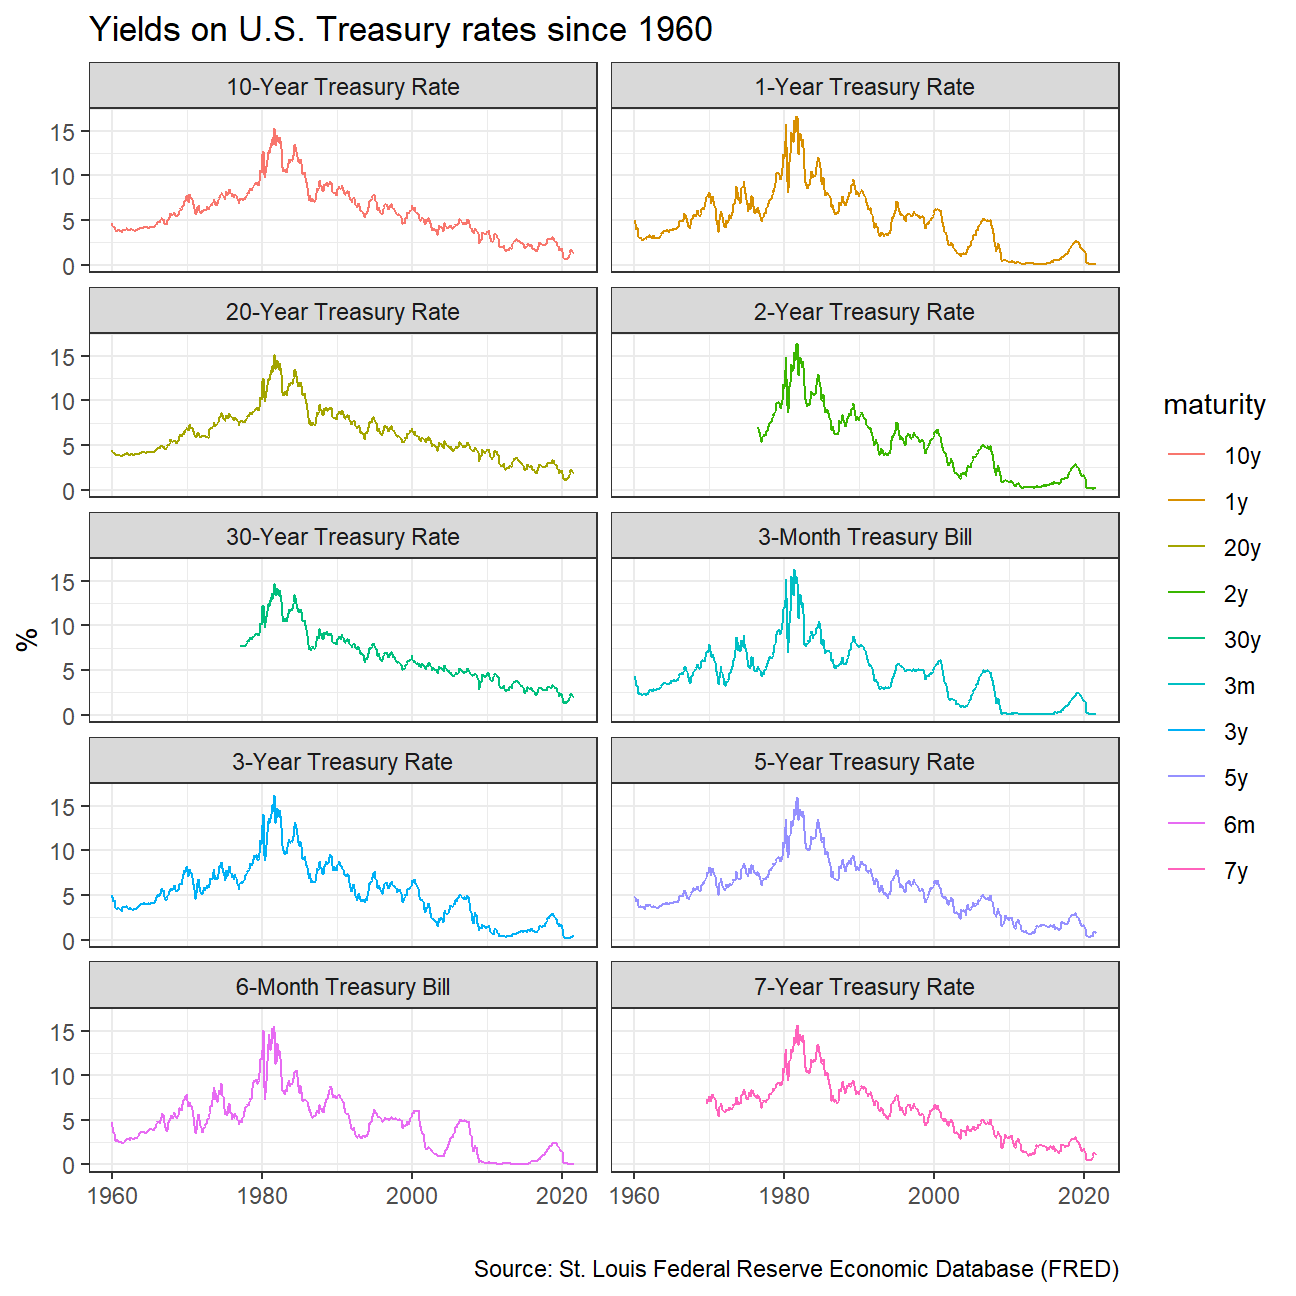 Yields on U.S. Treasury rates since 1960
10-Year Treasury Rate
1-Year Treasury Rate
15
10
5
0
20-Year Treasury Rate
2-Year Treasury Rate
15
10
5
0
30-Year Treasury Rate
3-Month Treasury Bill
15
10
5
0
%
3-Year Treasury Rate
5-Year Treasury Rate
15
10
5
0
6-Month Treasury Bill
7-Year Treasury Rate
15
10
5
0
1960 1980 2000 2020
1960 1980 2000 2020
maturity
10y
1y
20y
2y
30y
3m
3y
5y
6m
7y
Source: St. Louis Federal Reserve Economic Database (FRED)